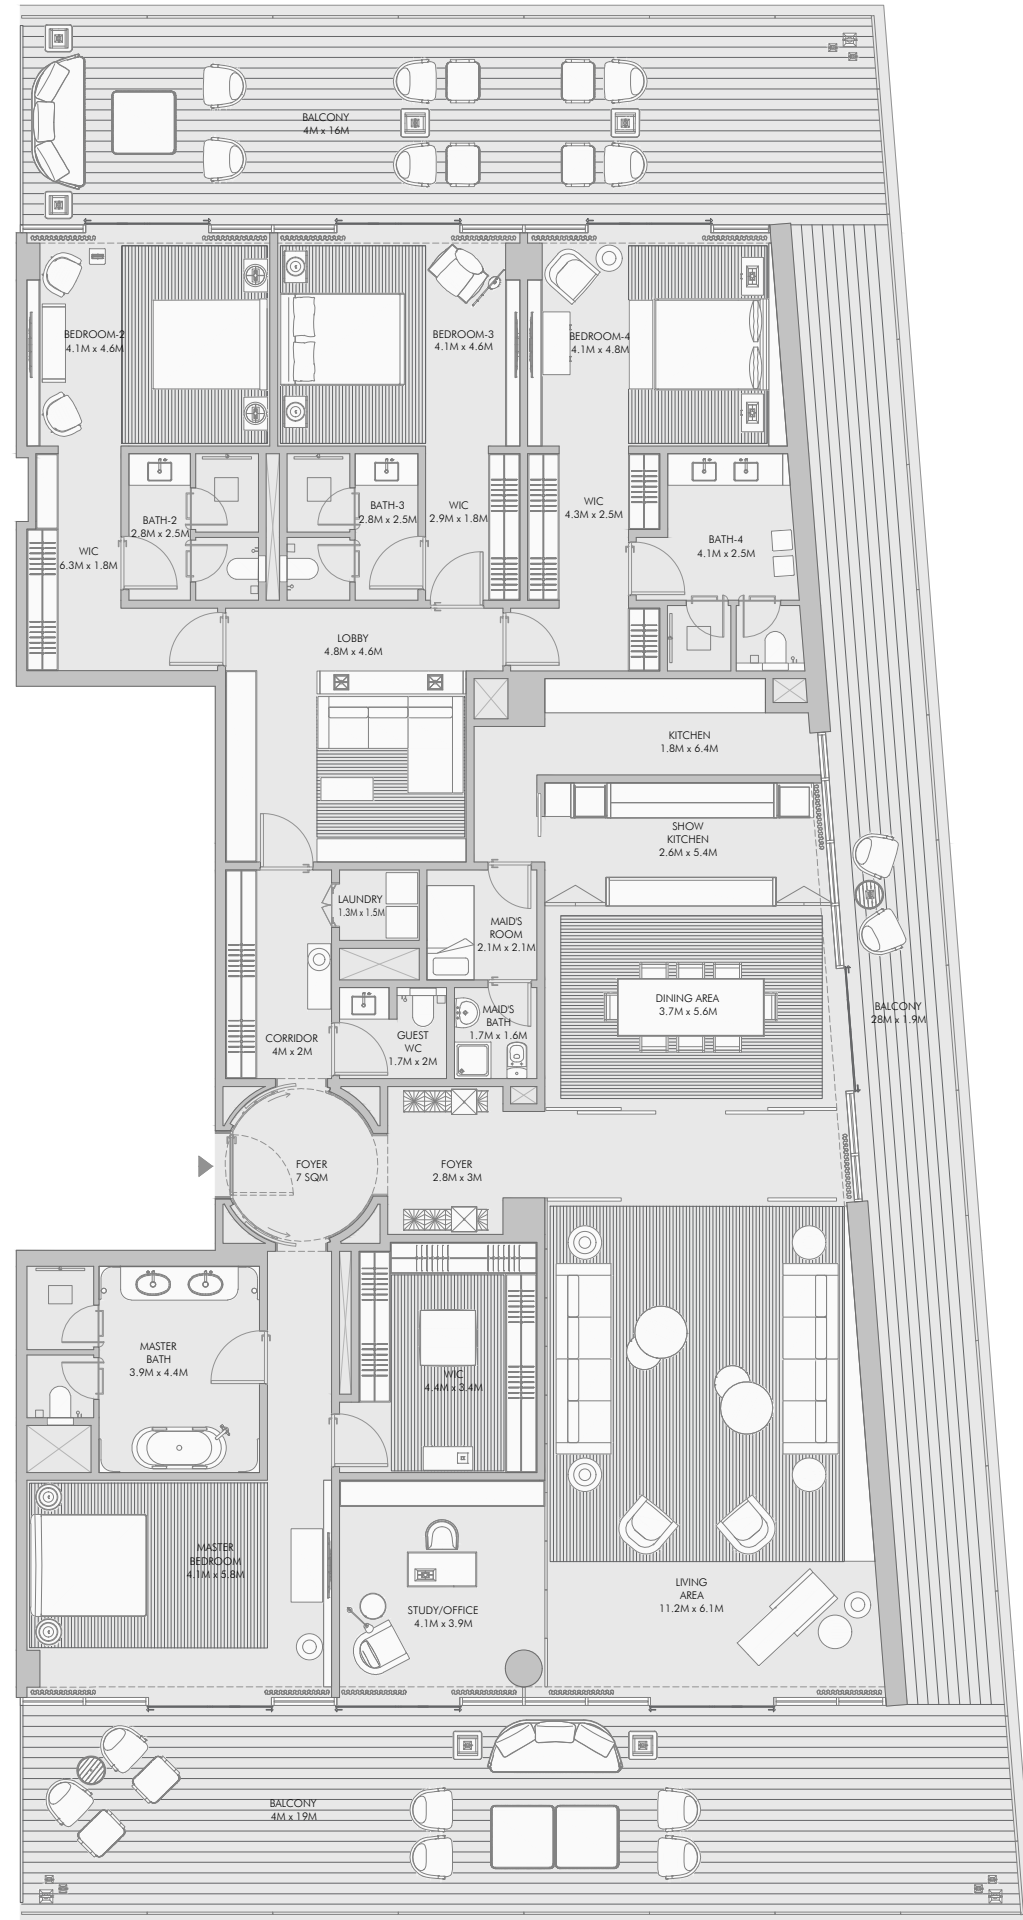 BALCONY
4M x 16M
BEDROOM-2
4.1M x 4.6M
BEDROOM-3
4.1M x 4.6M
BEDROOM-4
4.1M x 4.8M
BATH-2
2.8M x 2.5M
BATH-3
2.8M x 2.5M
WIC
2.9M x 1.8M
WIC
4.3M x 2.5M
BATH-4
4.1M x 2.5M
WIC
6.3M x 1.8M
LOBBY
4.8M x 4.6M
KITCHEN
1.8M x 6.4M
SHOW
KITCHEN
2.6M x 5.4M
LAUNDRY
1.3M x 1.5M
MAID'S
ROOM
2.1M x 2.1M
DINING AREA
3.7M x 5.6M
BALCONY
28M x 1.9M
MAID'S
BATH
1.7M x 1.6M
CORRIDOR
4M x 2M
GUEST
WC
1.7M x 2M
FOYER
7 SQM
FOYER
2.8M x 3M
MASTER
BATH
3.9M x 4.4M
WIC
4.4M x 3.4M
MASTER
BEDROOM
4.1M x 5.8M
STUDY/OFFICE
4.1M x 3.9M
LIVING
AREA
11.2M x 6.1M
BALCONY
4M x 19M